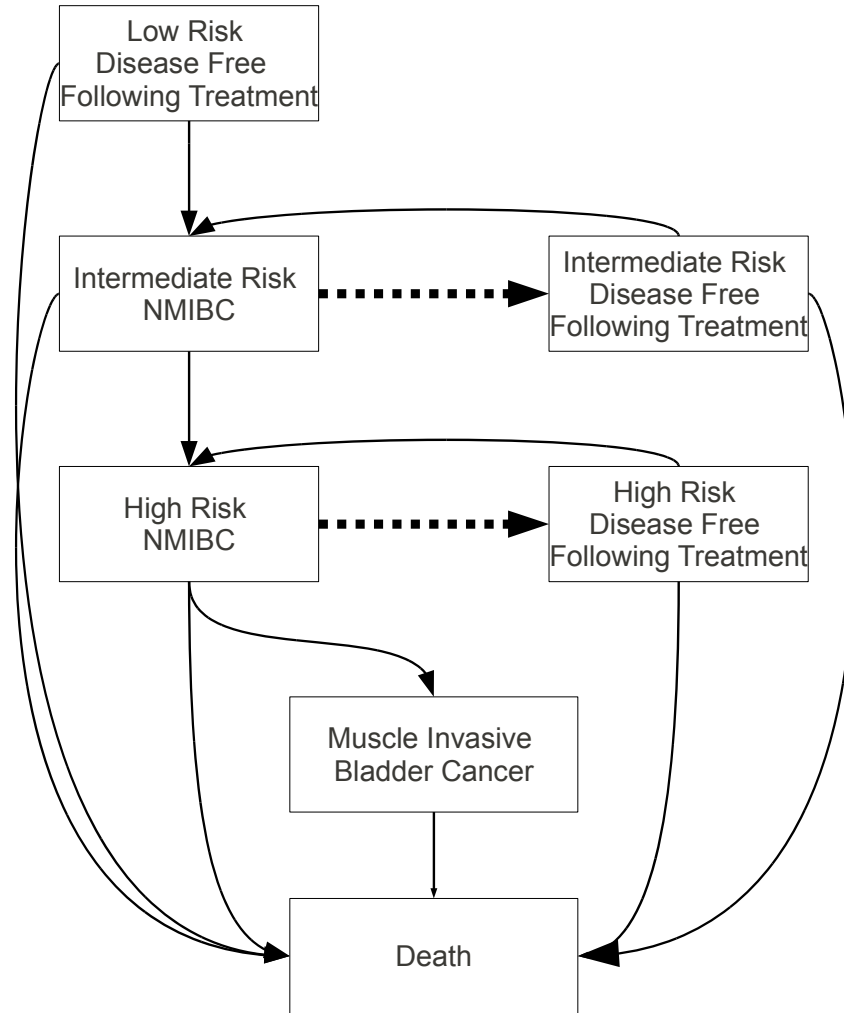 Low Risk
Disease Free
Following Treatment
Intermediate Risk
NMIBC
Intermediate Risk
Disease Free
Following Treatment
High Risk
NMIBC
High Risk
Disease Free
Following Treatment
Muscle Invasive
Bladder Cancer
Death